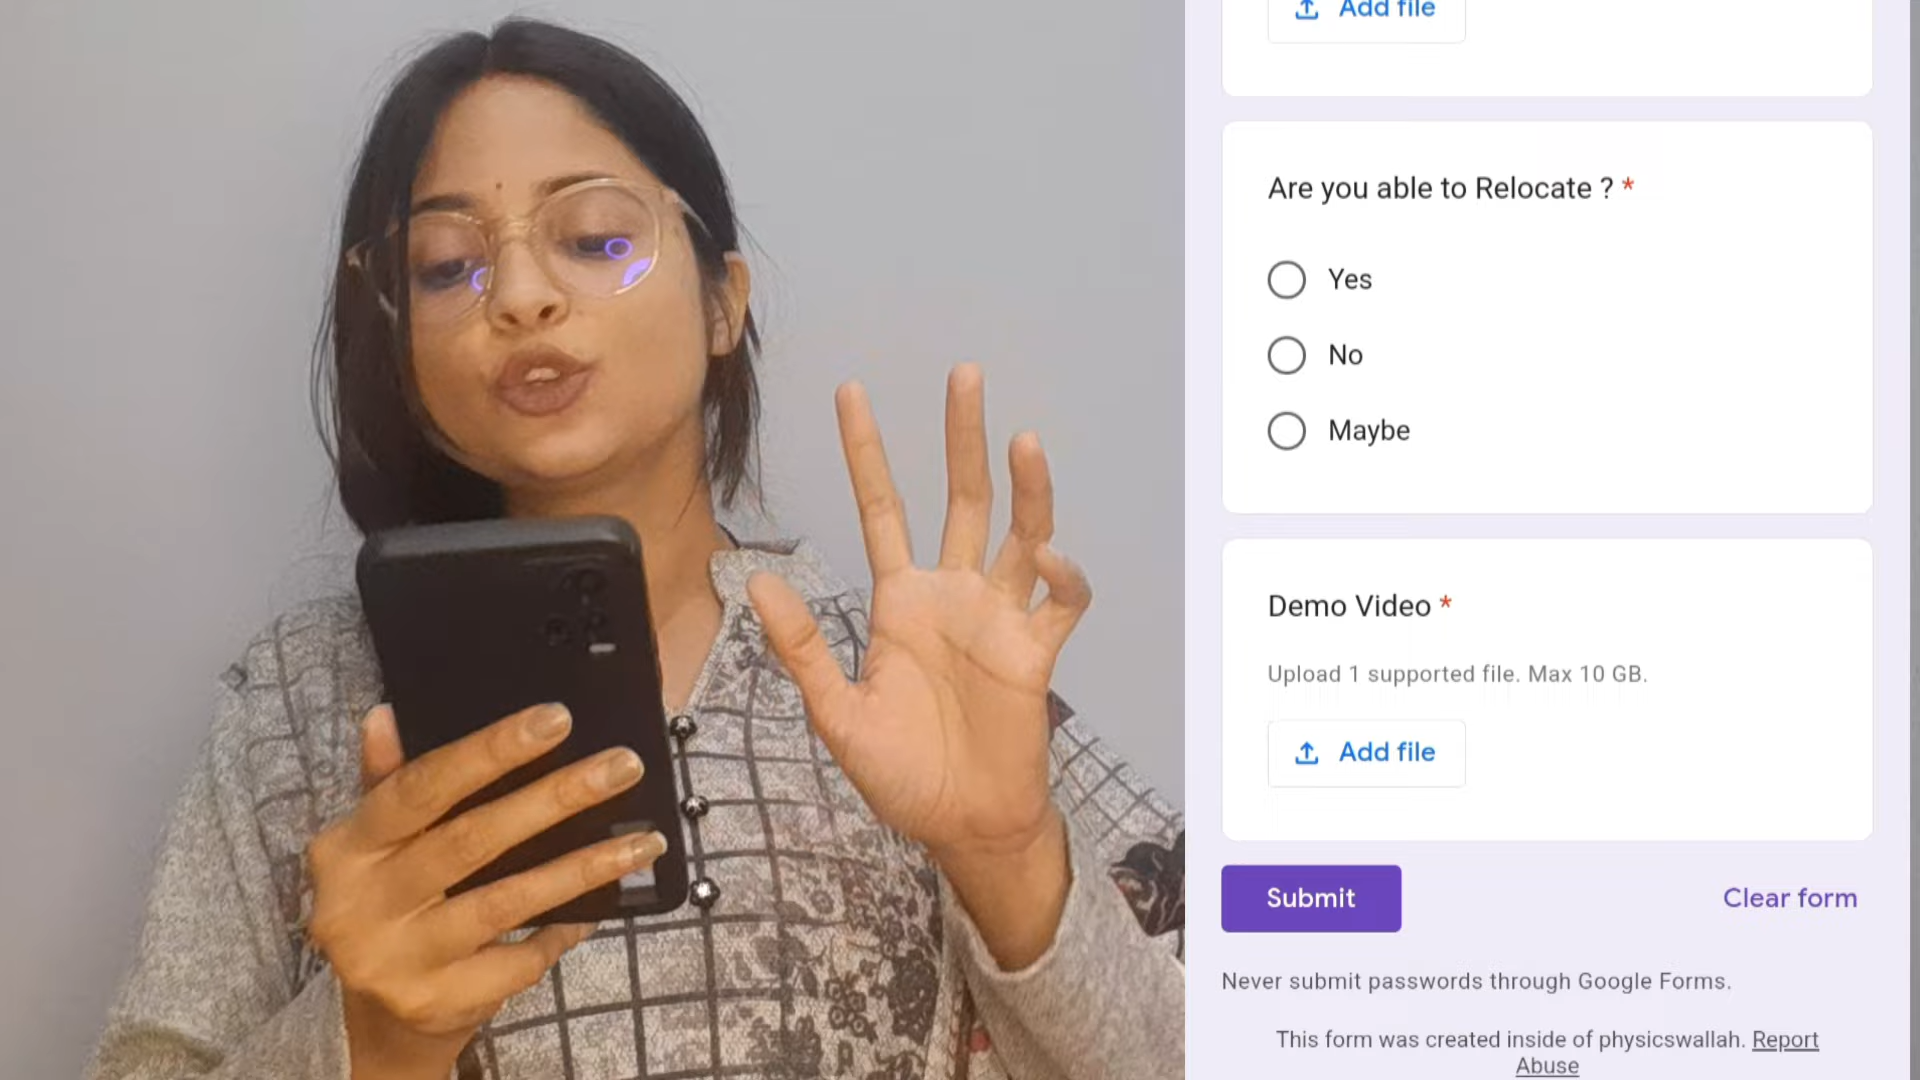 Add file
Are you able to Relocate ? *
Yes
No
Maybe
Demo Video *
Upload 1 supported file. Max 10 GB.
Add file
Submit
Clear form
Never submit passwords through Google Forms.
This form was created inside of physicswallah. Report
Abuse